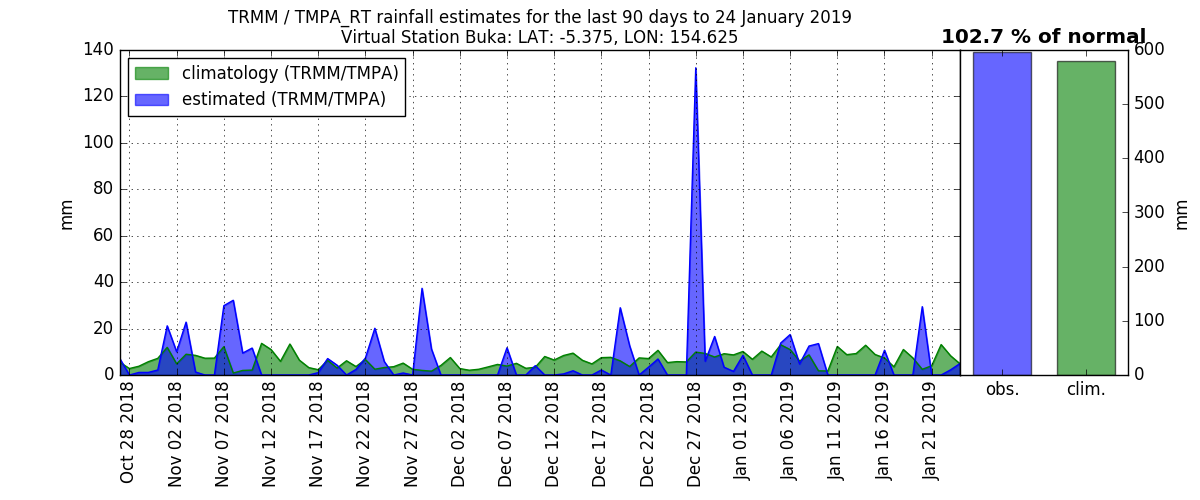 TRMM / TMPA_RT rainfall estimates for the last 90 days to 24 January 2019
Virtual Station Buka: LAT: -5.375, LON: 154.625
102.7 % of normal
climatology (TRMM/TMPA)
estimated (TRMM/TMPA)
mm
140
120
100
80
60
40
20
0
Oct 28 2018
Nov 02 2018
Nov 07 2018
Nov 12 2018
Nov 17 2018
Nov 22 2018
Nov 27 2018
Dec 02 2018
Dec 07 2018
Dec 12 2018
Dec 17 2018
Dec 22 2018
Dec 27 2018
Jan 01 2019
Jan 06 2019
Jan 11 2019
Jan 16 2019
Jan 21 2019
600
500
400
300
200
100
0
mm
obs.
clim.